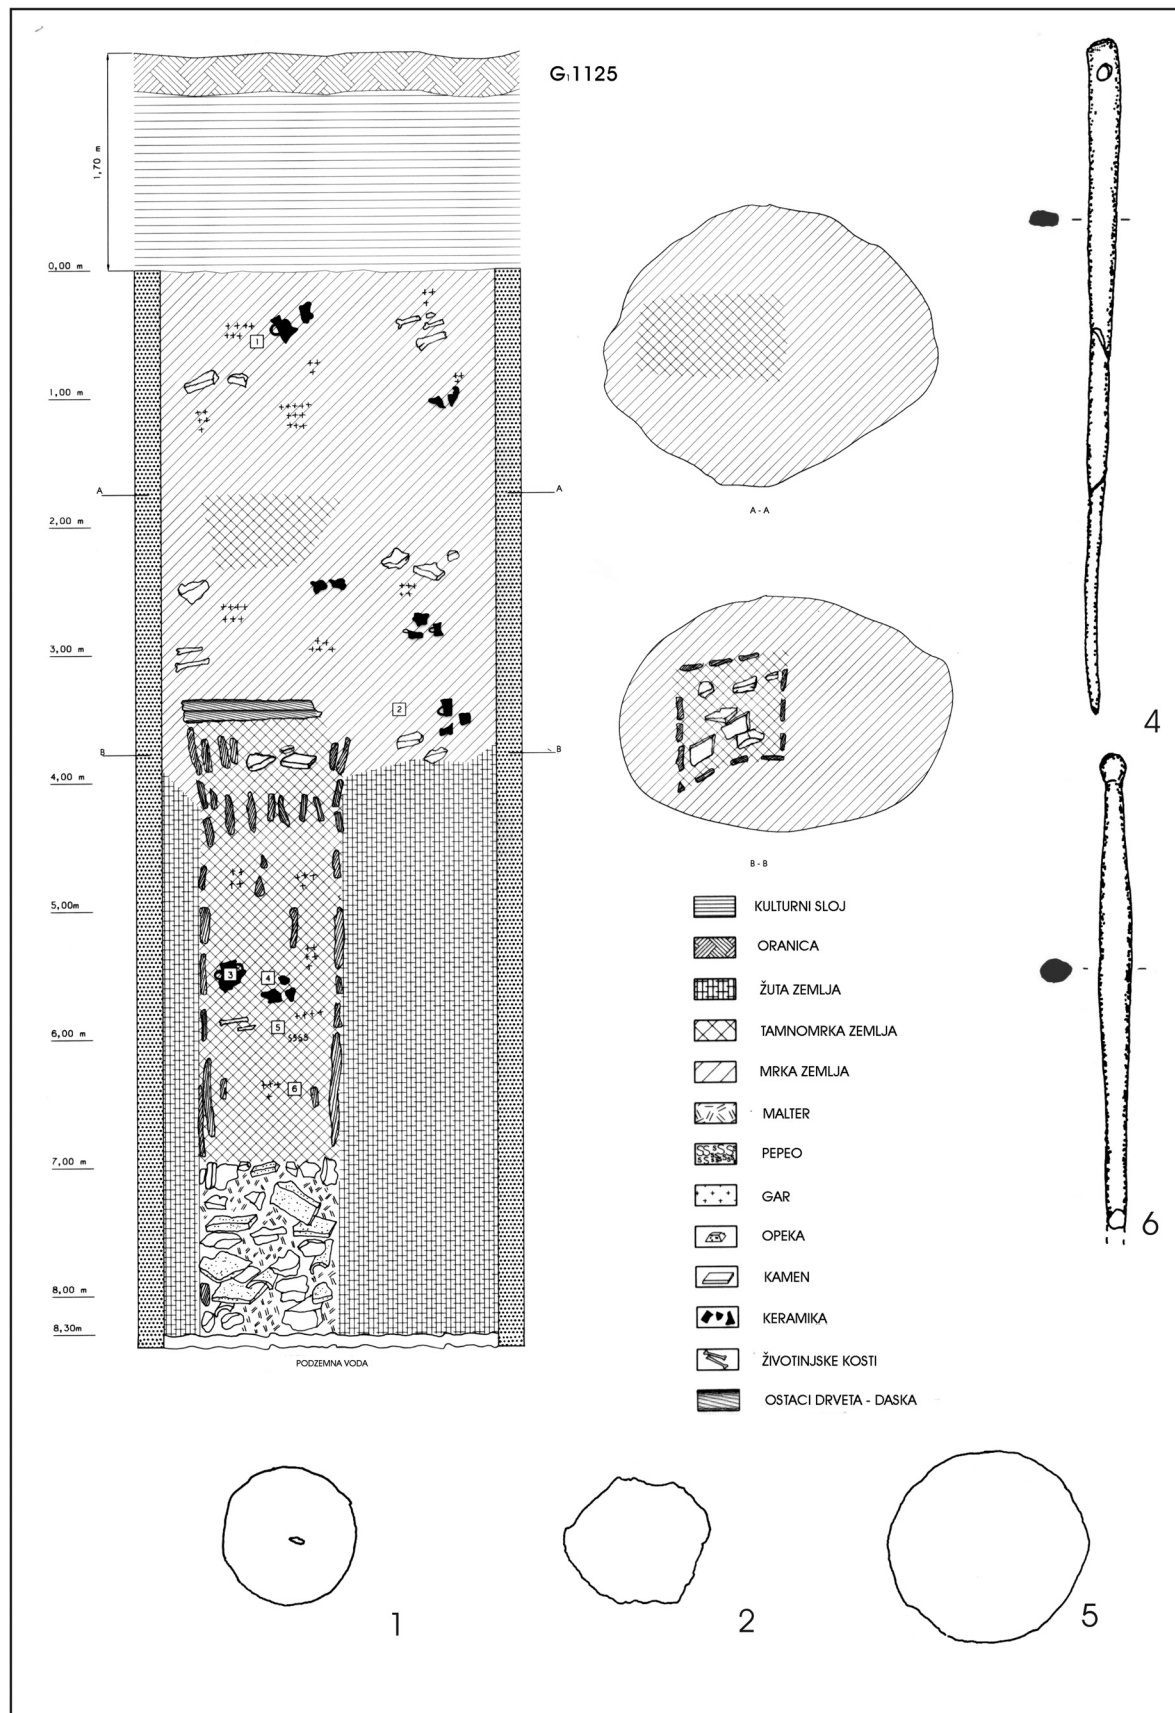 G₁1125
1,70 m
0,00 m
1
1,00 m
A
A
2,00 m
A - A
3,00 m
2
B
B
4,00 m
B - B
5,00m
3
4
5
6,00 m
6
7,00 m
8,00 m
8,30m
PODZEMNA VODA
KULTURNI SLOJ
ORANICA
ŽUTA ZEMLJA
TAMNOMRKA ZEMLJA
MRKA ZEMLJA
MALTER
PEPEO
GAR
OPEKA
KAMEN
KERAMIKA
ŽIVOTINJSKE KOSTI
OSTACI DRVETA - DASKA
4
6
1
2
5